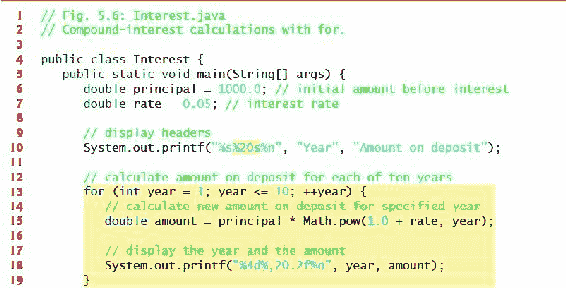 1 // Fig. 5.6: Interest.java
2 // Compound-interest calculations with for.
3
4 public class Interest {
5 public static void main(String[] args) {
6 double principal = 1000.0; // initial amount before interest
7 double rate 0.05; // interest rate
8
9 // display headers
10 System.out.printf("%s%20s%n", "Year", "Amount on deposit");
11
12 // calculate amount on deposit for each of ten years
13 for (int year = 1; year <= 10; ++year) {
14 // calculate new amount on deposit for specified year
15 double amount = principal * Math.pow(1.0 + rate, year);
16
17 // display the year and the amount
18 System.out.printf("%4d%,20.2f%n", year, amount);
19 }